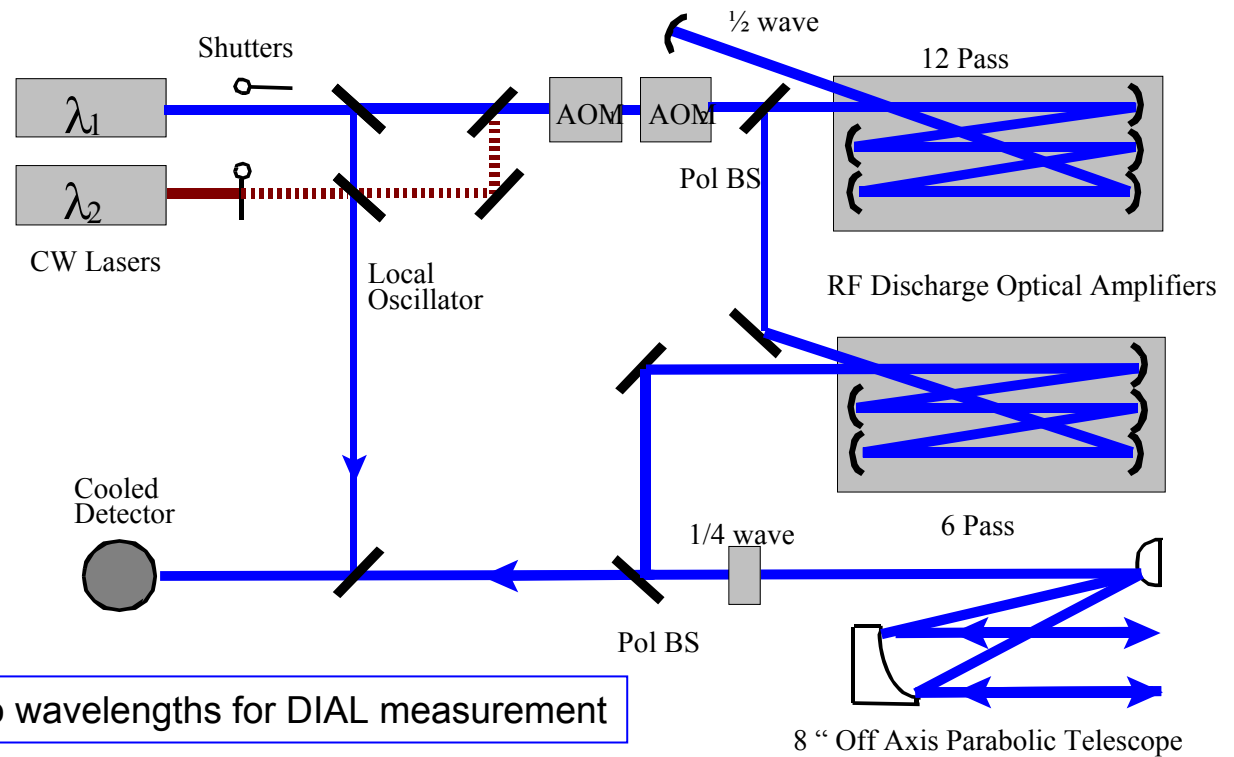 Shutters
½ wave
12 Pass
λ1
AOM
AOM
λ2
Pol BS
CW Lasers
Local
Oscillator
RF Discharge Optical Amplifiers
Cooled
Detector
1/4 wave
6 Pass
Pol BS
wavelengths for DIAL measurement
8 “ Off Axis Parabolic Telescope